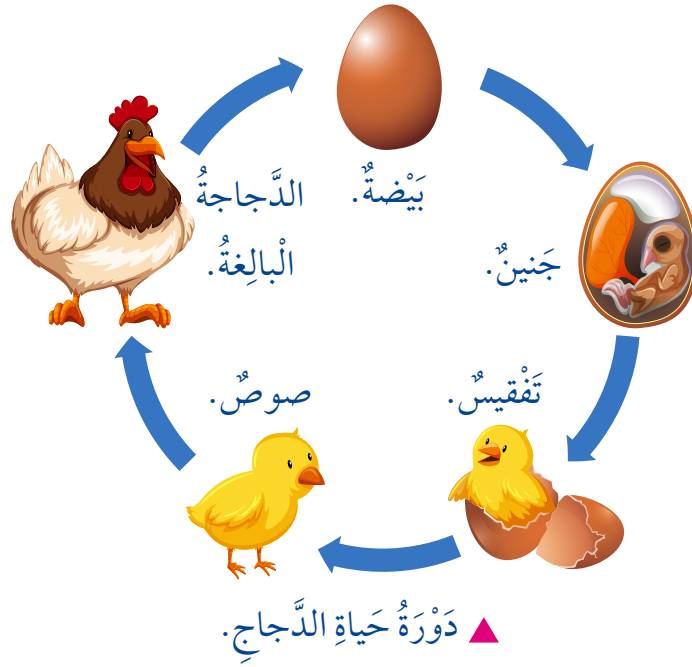 بَيْضةٌ.
جَنينٌ.
تَفْقيسٌ.
صوصٌ.
الدَّجاجةُ
الْبالِغةُ.
دَوْرَةُ حَياةِ الدَّجاجِ.